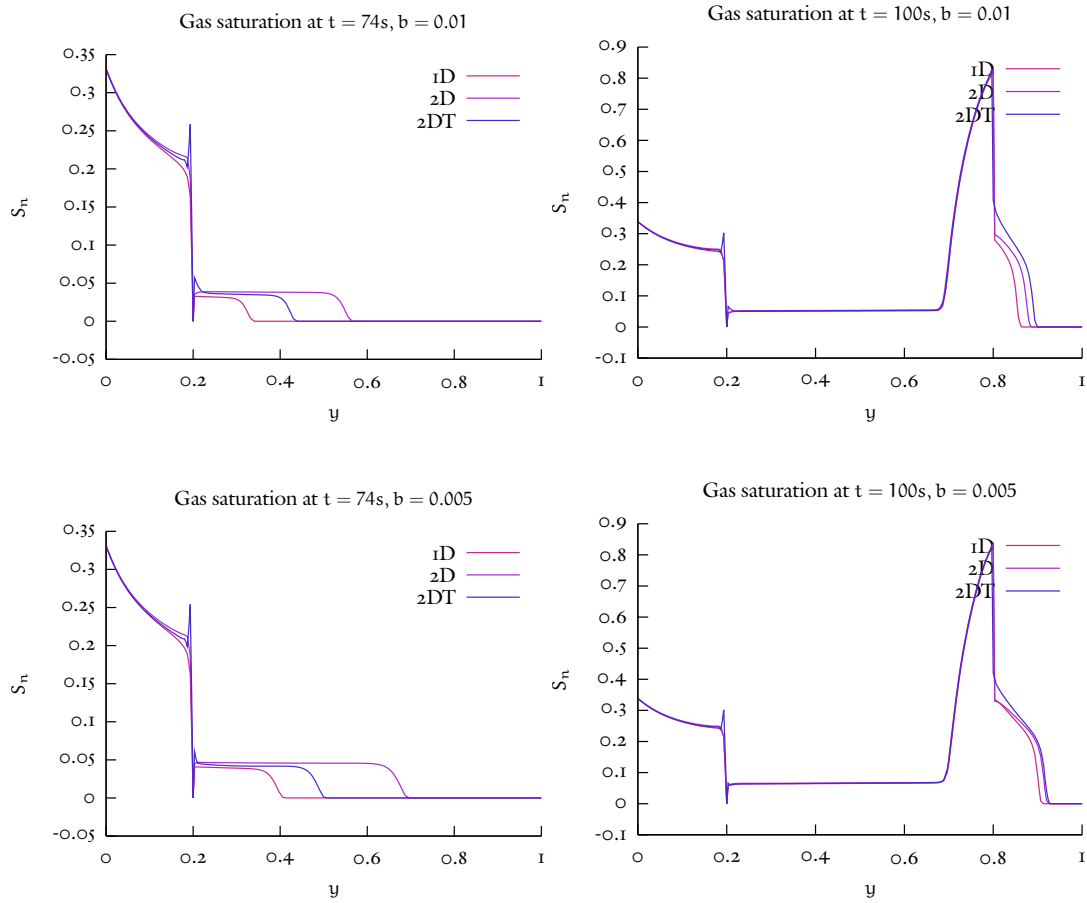 Gas saturation at t = 74s, b = 0.01
0.35
0.3
0.25
0.2
0.15
0.1
0.05
0
-0.05
0 0.2 0.4 0.6 0.8 1
Sn
y
1D
2D
2DT
Gas saturation at t = 100s, b = 0.01
0.9
0.8
0.7
0.6
0.5
0.4
0.3
0.2
0.1
0
-0.1
0 0.2 0.4 0.6 0.8 1
Sn
y
1D
2D
2DT
Gas saturation at t = 74s, b = 0.005
0.35
0.3
0.25
0.2
0.15
0.1
0.05
0
-0.05
0 0.2 0.4 0.6 0.8 1
Sn
y
1D
2D
2DT
Gas saturation at t = 100s, b = 0.005
0.9
0.8
0.7
0.6
0.5
0.4
0.3
0.2
0.1
0
-0.1
0 0.2 0.4 0.6 0.8 1
Sn
y
1D
2D
2DT